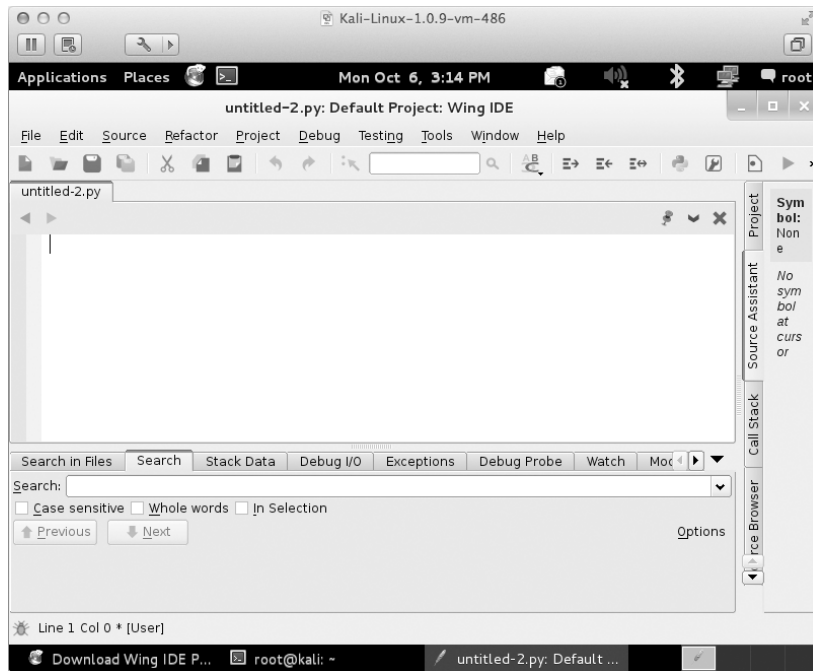 Kali-Linux-1.0.9-vm-486
Applications Places Mon Oct 6, 3:14 PM root
untitled-2.py: Default Project: Wing IDE
File Edit Source Refactor Project Debug Testing Tools Window Help
untitled-2.py
Project
Source Assistant
Call Stack
rce Browser
Sym
bol:
Non
e
No
sym
bol
at
curs
or
Search in Files Search Stack Data Debug I/O Exceptions Debug Probe Watch Moc
Search:
Case sensitive Whole words In Selection
Previous Next Options
Line 1 Col 0 * [User]
Download Wing IDE P... root@kali: ~ untitled-2.py: Default ...